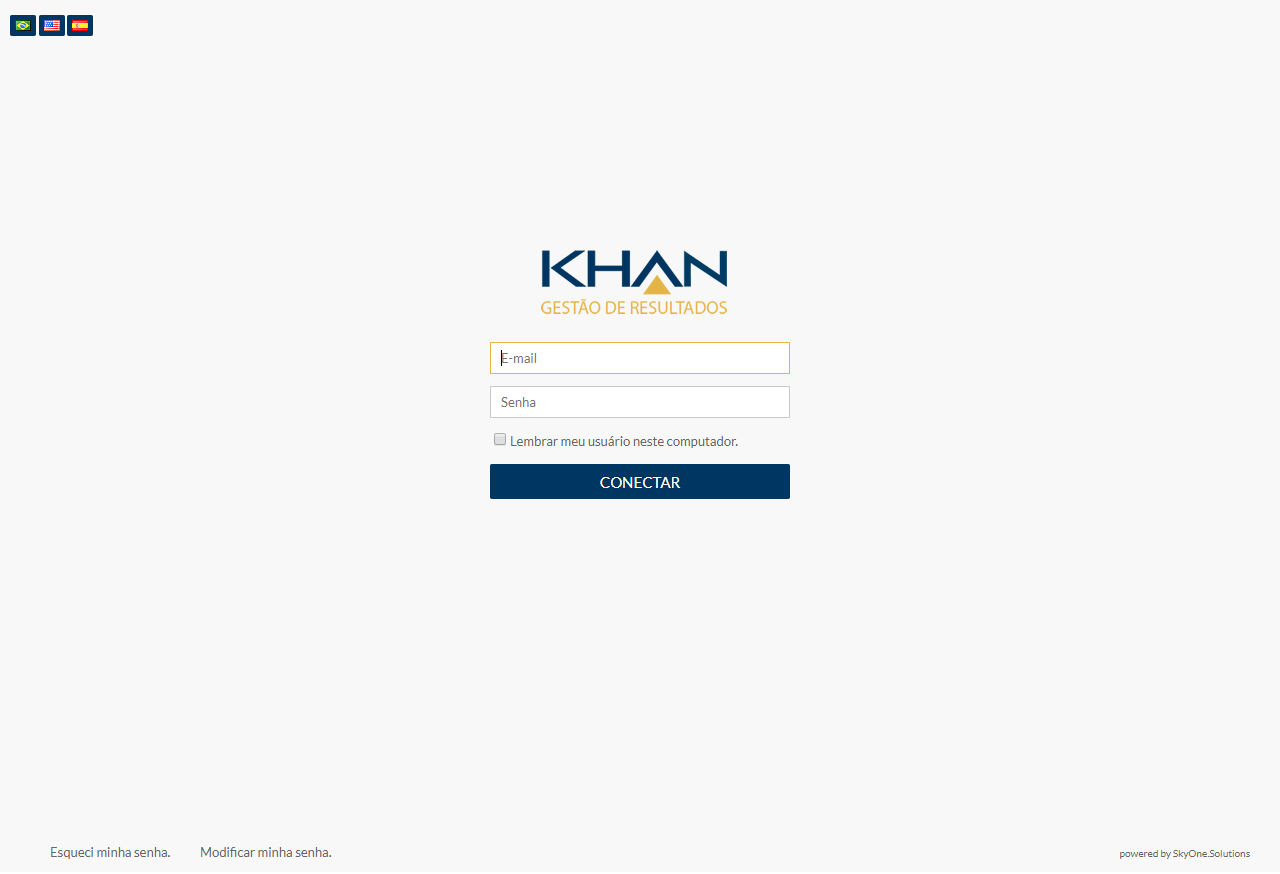 KHAN
GESTÃO DE RESULTADOS
E-mail
Senha
Lembrar meu usuário neste computador.
CONECTAR
Esqueci minha senha. Modificar minha senha. powered by SkyOne.Solutions